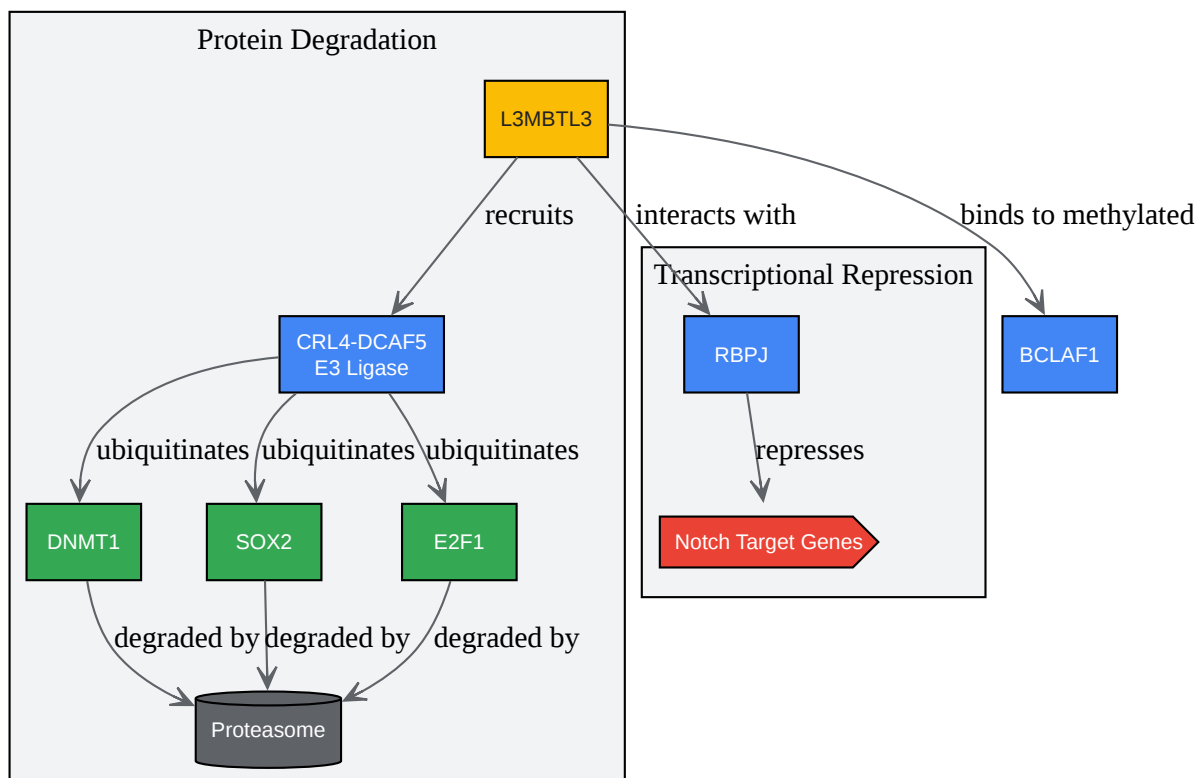 Protein Degradation
L3MBTL3
recruits
interacts with
binds to methylated
Transcriptional Repression
CRL4-DCAF5
E3 Ligase
RBPJ
BCLAF1
ubiquitinates
ubiquitinates
ubiquitinates
represses
DNMT1
SOX2
E2F1
Notch Target Genes
degraded by
degraded by
degraded by
Proteasome